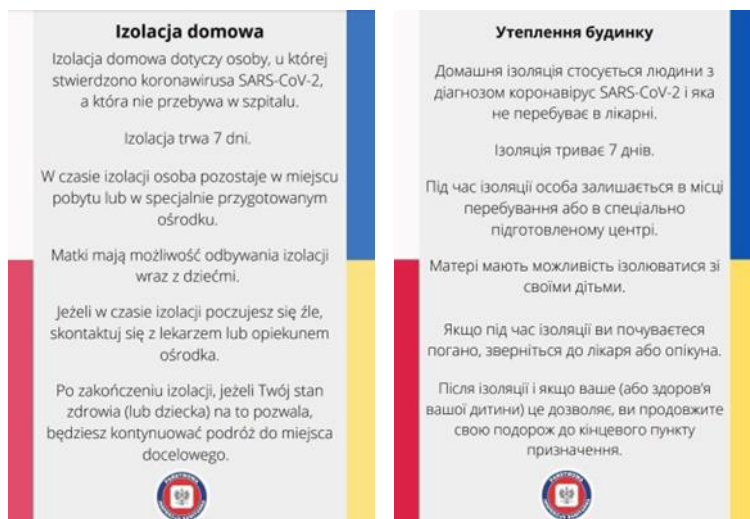 Izolacja domowa
Izolacja domowa dotyczy osoby, u której
stwierdzono koronawirusa SARS-CoV-2,
a która nie przebywa w szpitalu.
Izolacja trwa 7 dni.
W czasie izolacji osoba pozostaje w miejscu
pobytu lub w specjalnie przygotowanym
ośrodku.
Matki mają możliwość odbywania izolacji
wraz z dziećmi.
Jeżeli w czasie izolacji poczujesz się źle,
skontaktuj się z lekarzem lub opiekunem
ośrodka.
Po zakończeniu izolacji, jeżeli Twój stan
zdrowia (lub dziecka) na to pozwala,
będziesz kontynuować podróż do miejsca
docelowego.
Утеплення будинку
Домашня ізоляція стосується людини з
діагнозом коронавірус SARS-CoV-2 і яка
не перебуває в лікарні.
Ізоляція триває 7 днів.
Під час ізоляції особа залишається в місці
перебування або в спеціально
підготовленому центрі.
Матері мають можливість ізолюватися зі
своїми дітьми.
Якщо під час ізоляції ви почуваєтеся
погано, зверніться до лікаря або опікуна.
Після ізоляції і якщо ваше (або здоров'я
вашої дитини) це дозволяє, ви продовжите
свою подорож до кінцевого пункту
призначення.